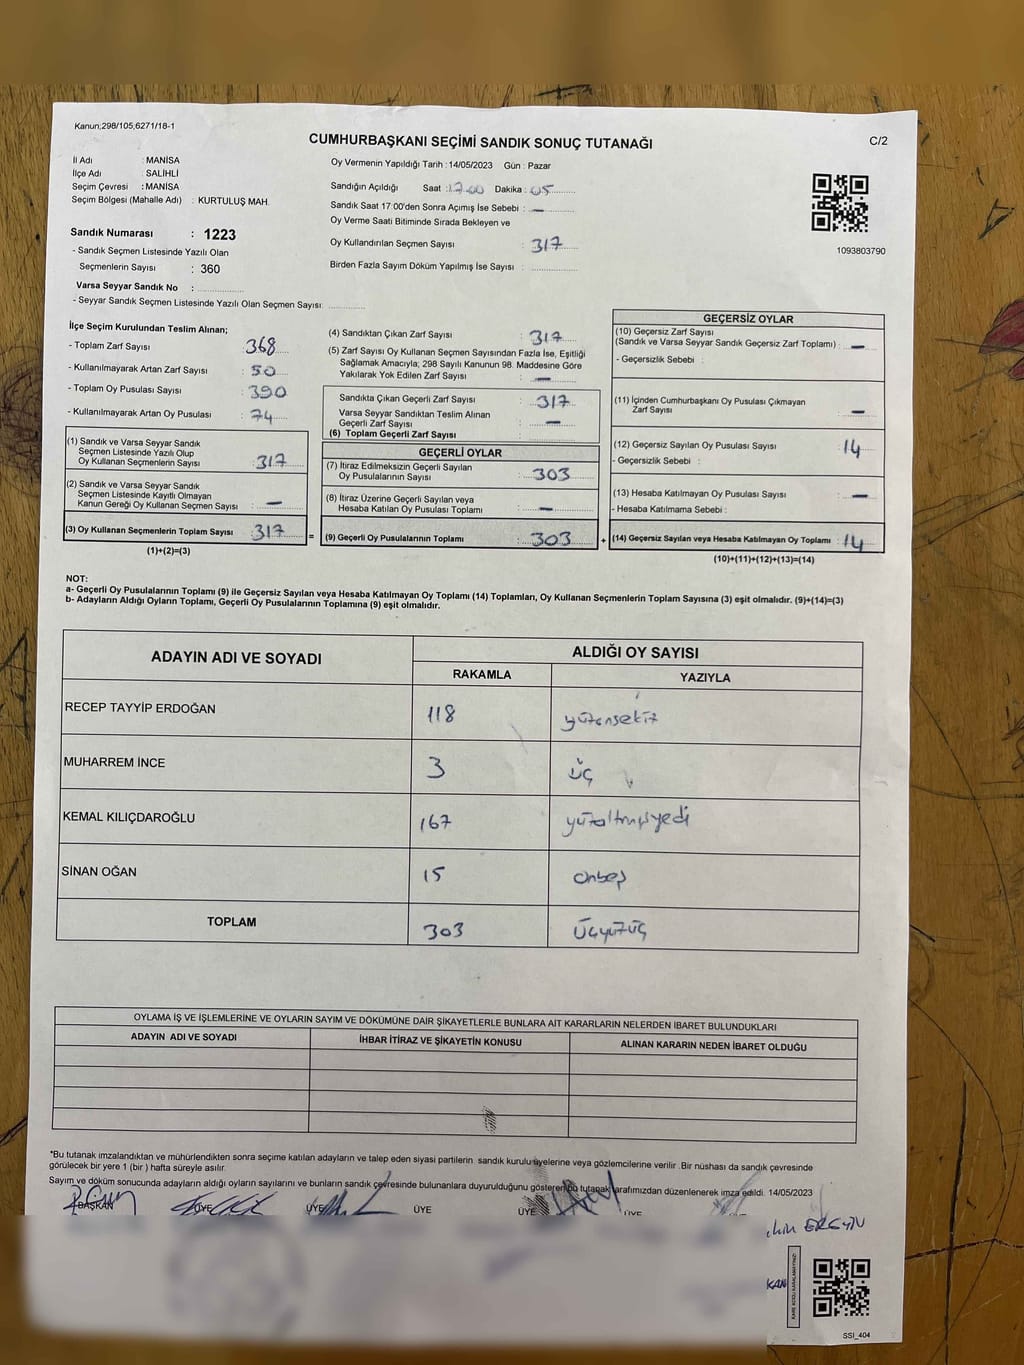 Kanun;298/105,6271/18-1
CUMHURBAŞKANI SEÇİMİ SANDIK SONUÇ TUTANAĞI
C/2
İl Adı : MANİSA
İlçe Adı : SALİHLİ
Seçim Çevresi : MANİSA
Seçim Bölgesi (Mahalle Adı) : KURTULUŞ MAH.
Sandık Numarası : 1223
- Sandık Seçmen Listesinde Yazılı Olan
Seçmenlerin Sayısı : 360
Varsa Seyyar Sandık No :
- Seyyar Sandık Seçmen Listesinde Yazılı Olan Seçmen Sayısı:
Oy Vermenin Yapıldığı Tarih : 14/05/2023 Gün : Pazar
Sandığın Açıldığı Saat : 17.00 Dakika : 05
Sandık Saat 17:00'den Sonra Açımış İse Sebebi : —
Oy Verme Saati Bitiminde Sırada Bekleyen ve
Oy Kullandırılan Seçmen Sayısı : 317
Birden Fazla Sayım Döküm Yapılmış İse Sayısı :
1093803790
İlçe Seçim Kurulundan Teslim Alınan;
- Toplam Zarf Sayısı : 368
- Kullanılmayarak Artan Zarf Sayısı : 50
- Toplam Oy Pusulası Sayısı : 390
- Kullanılmayarak Artan Oy Pusulası : 74
(1) Sandık ve Varsa Seyyar Sandık
Seçmen Listesinde Yazılı Olup
Oy Kullanan Seçmenlerin Sayısı : 317
(2) Sandık ve Varsa Seyyar Sandık
Seçmen Listesinde Kayıtlı Olmayan
Kanun Gereği Oy Kullanan Seçmen Sayısı : —
(3) Oy Kullanan Seçmenlerin Toplam Sayısı : 317
(1)+(2)=(3)
(4) Sandıktan Çıkan Zarf Sayısı : 317
(5) Zarf Sayısı Oy Kullanan Seçmen Sayısından Fazla İse, Eşitliği
Sağlamak Amacıyla; 298 Sayılı Kanunun 98. Maddesine Göre
Yakılarak Yok Edilen Zarf Sayısı : —
Sandıkta Çıkan Geçerli Zarf Sayısı : 317
Varsa Seyyar Sandıktan Teslim Alınan
Geçerli Zarf Sayısı : —
(6) Toplam Geçerli Zarf Sayısı :
GEÇERLİ OYLAR
(7) İtiraz Edilmeksizin Geçerli Sayılan
Oy Pusulalarının Sayısı : 303
(8) İtiraz Üzerine Geçerli Sayılan veya
Hesaba Katılan Oy Pusulaları Toplamı : —
= (9) Geçerli Oy Pusulalarının Toplamı : 303
GEÇERSİZ OYLAR
(10) Geçersiz Zarf Sayısı
(Sandık ve Varsa Seyyar Sandık Geçersiz Zarf Toplamı) : —
- Geçersizlik Sebebi :
(11) İçinden Cumhurbaşkanı Oy Pusulası Çıkmayan
Zarf Sayısı : —
(12) Geçersiz Sayılan Oy Pusulası Sayısı : 14
- Geçersizlik Sebebi :
(13) Hesaba Katılmayan Oy Pusulası Sayısı : —
- Hesaba Katılmama Sebebi :
+ (14) Geçersiz Sayılan veya Hesaba Katılmayan Oy Toplamı : 14
(10)+(11)+(12)+(13)=(14)
NOT:
a- Geçerli Oy Pusulalarının Toplamı (9) ile Geçersiz Sayılan veya Hesaba Katılmayan Oy Toplamı (14) Toplamları, Oy Kullanan Seçmenlerin Toplam Sayısına (3) eşit olmalıdır. (9)+(14)=(3)
b- Adayların Aldığı Oyların Toplamı, Geçerli Oy Pusulalarının Toplamına (9) eşit olmalıdır.
ADAYIN ADI VE SOYADI
ALDIĞI OY SAYISI
RAKAMLA YAZIYLA
RECEP TAYYİP ERDOĞAN 118 yüzonsekiz
MUHARREM İNCE 3 üç
KEMAL KILIÇDAROĞLU 167 yüzaltmışyedi
SİNAN OĞAN 15 onbeş
TOPLAM 303 Üçyüzüç
OYLAMA İŞ VE İŞLEMLERİNE VE OYLARIN SAYIM VE DÖKÜMÜNE DAİR ŞİKAYETLERLE BUNLARA AİT KARARLARIN NELERDEN İBARET BULUNDUKLARI
ADAYIN ADI VE SOYADI İHBAR İTİRAZ VE ŞİKAYETİN KONUSU ALINAN KARARIN NEDEN İBARET OLDUĞU
*Bu tutanak imzalandıktan ve mühürlendikten sonra seçime katılan adayların ve talep eden siyasi partilerin sandık kurulu üyelerine veya gözlemcilerine verilir .Bir nüshası da sandık çevresinde
görülecek bir yere 1 (bir ) hafta süreyle asılır.
Sayım ve döküm sonucunda adayların aldığı oyların sayılarını ve bunların sandık çevresinde bulunanlara duyurulduğunu gösteren bu tutanak tarafımızdan düzenlenerek imza edildi. 14/05/2023
BAŞKAN ÜYE ÜYE ÜYE ÜYE ÜYE
KARE KODU KARALAMAYINIZ!
SSI_404